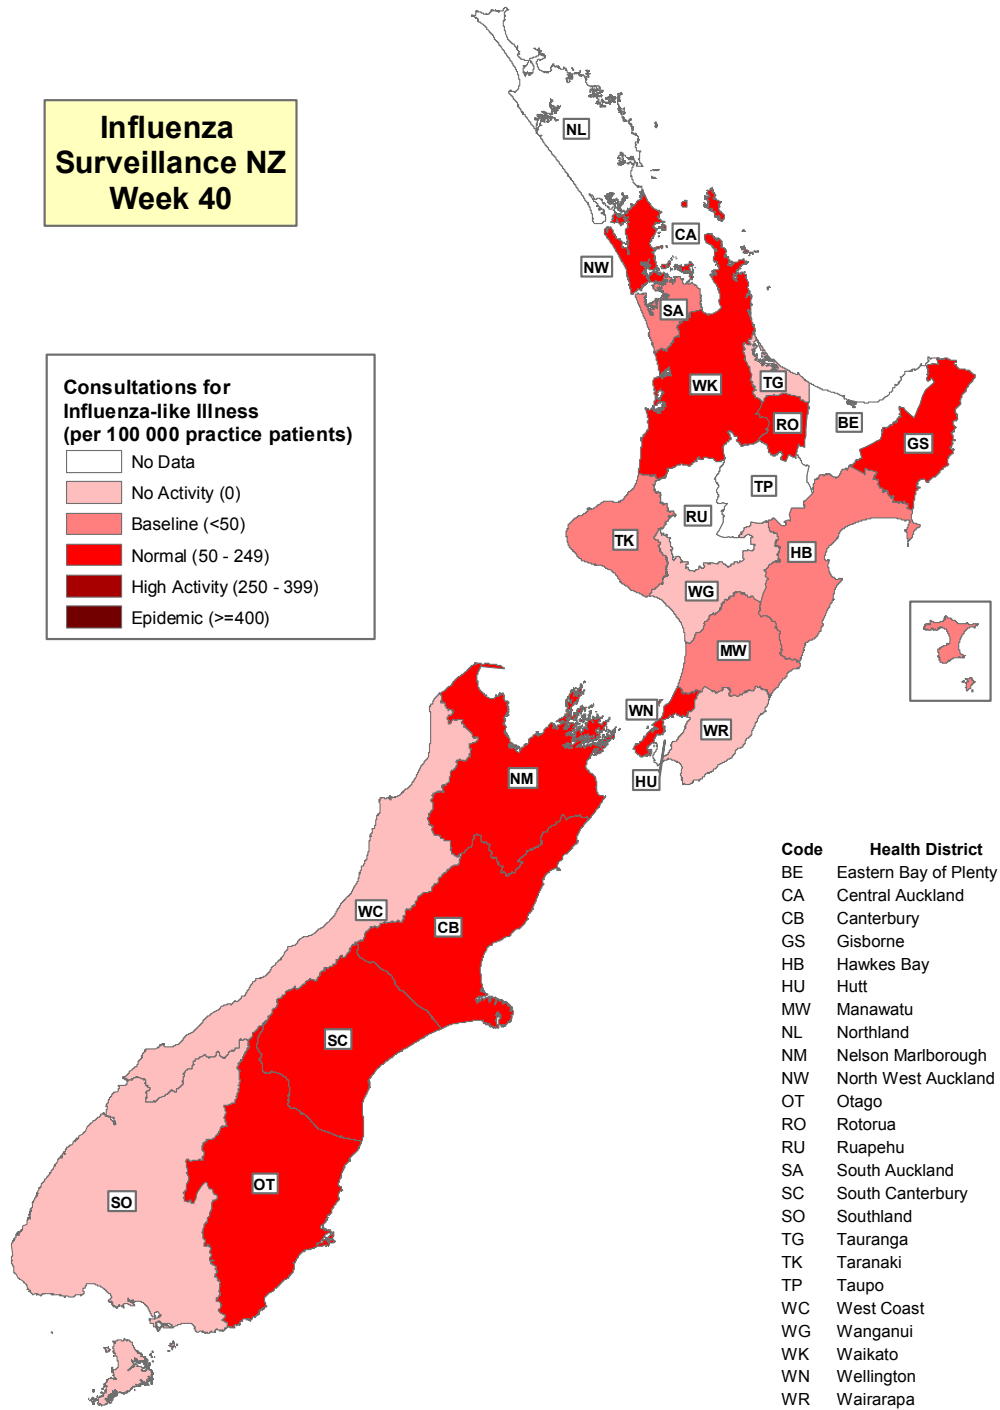 Influenza
Surveillance NZ
Week 40
NL
CA
NW
SA
Consultations for
Influenza-like Illness
(per 100 000 practice patients)
No Data
No Activity (0)
Baseline (<50)
Normal (50 - 249)
High Activity (250 - 399)
Epidemic (>=400)
WK
TG
RO
BE
GS
TP
RU
TK
HB
WG
MW
WN
WR
HU
NM
WC
CB
SC
OT
SO
Code Health District
BE Eastern Bay of Plenty
CA Central Auckland
CB Canterbury
GS Gisborne
HB Hawkes Bay
HU Hutt
MW Manawatu
NL Northland
NM Nelson Marlborough
NW North West Auckland
OT Otago
RO Rotorua
RU Ruapehu
SA South Auckland
SC South Canterbury
SO Southland
TG Tauranga
TK Taranaki
TP Taupo
WC West Coast
WG Wanganui
WK Waikato
WN Wellington
WR Wairarapa